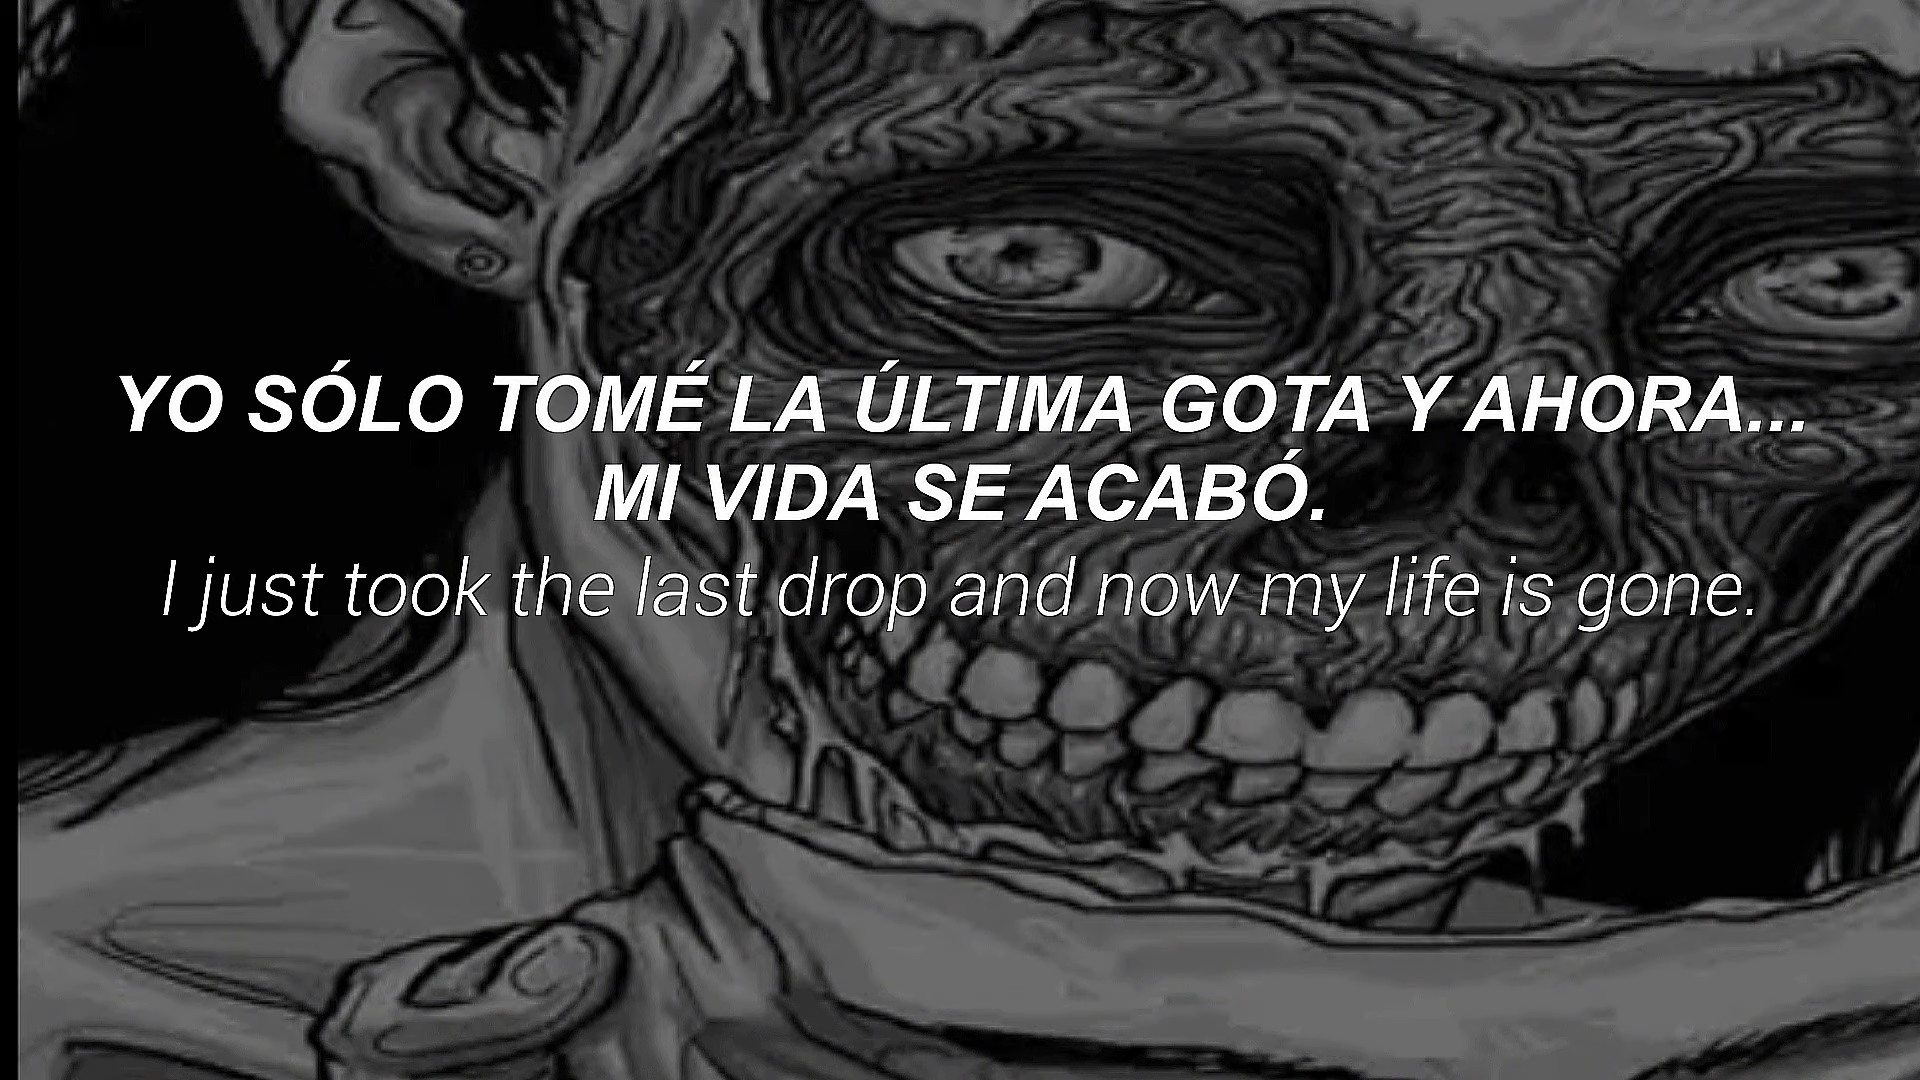 YO SÓLO TOMÉ LA ÚLTIMA GOTA Y AHORA...
MI VIDA SE ACABÓ.
I just took the last drop and now my life is gone.